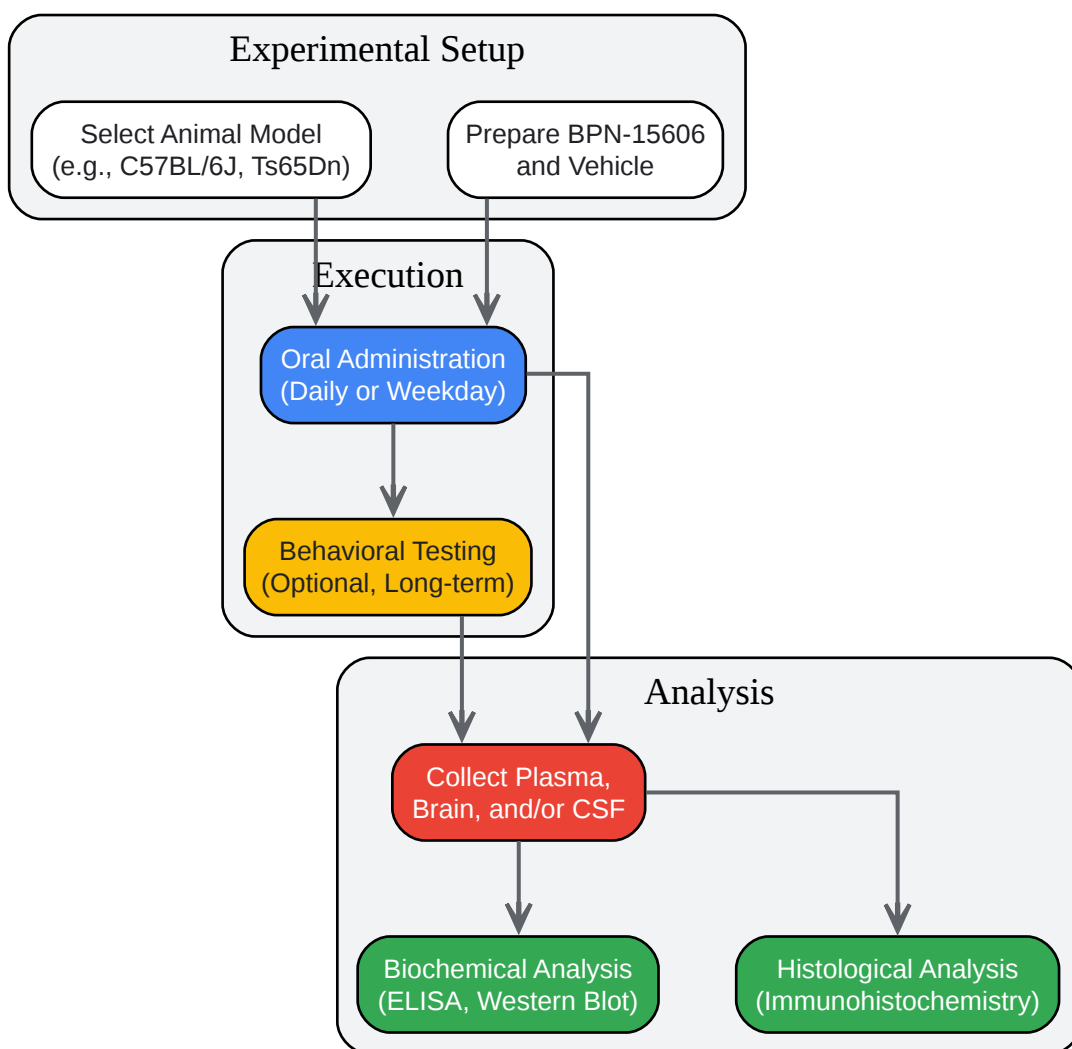 Experimental Setup
Select Animal Model
(e.g., C57BL/6J, Ts65Dn)
Prepare BPN-15606
and Vehicle
Execution
Oral Administration
(Daily or Weekday)
Behavioral Testing
(Optional, Long-term)
Analysis
Collect Plasma,
Brain, and/or CSF
Biochemical Analysis
(ELISA, Western Blot)
Histological Analysis
(Immunohistochemistry)